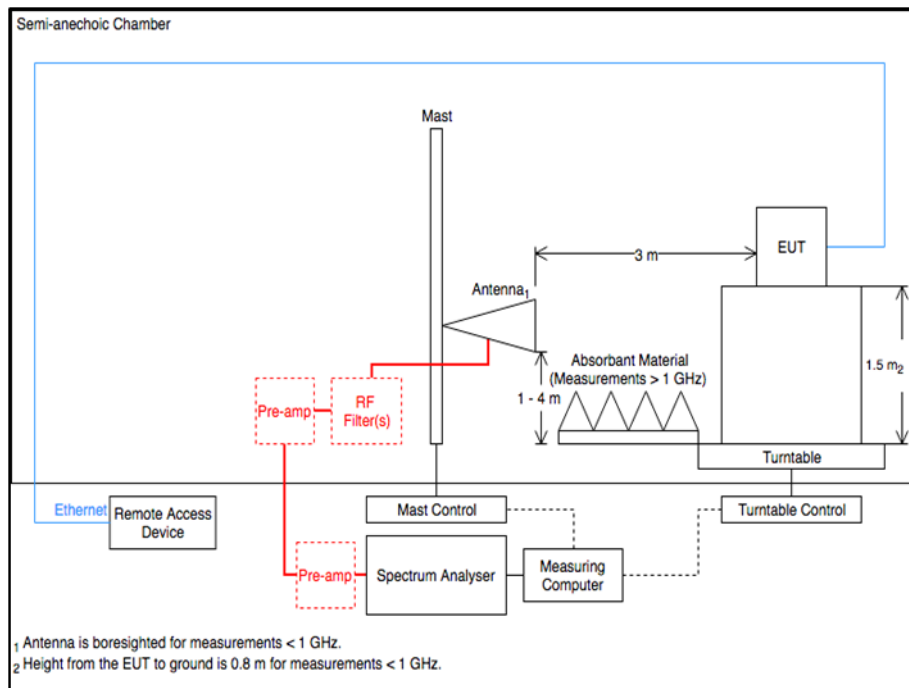 Semi-anechoic Chamber
Mast
EUT
3 m
Antenna1
1.5 m2
Absorbant Material
(Measurements > 1 GHz)
1 - 4 m
Pre-amp
RF
Filter(s)
Turntable
Ethernet
Remote Access
Device
Mast Control
Turntable Control
Pre-amp
Spectrum Analyser
Measuring
Computer
1 Antenna is boresighted for measurements < 1 GHz.
2 Height from the EUT to ground is 0.8 m for measurements < 1 GHz.